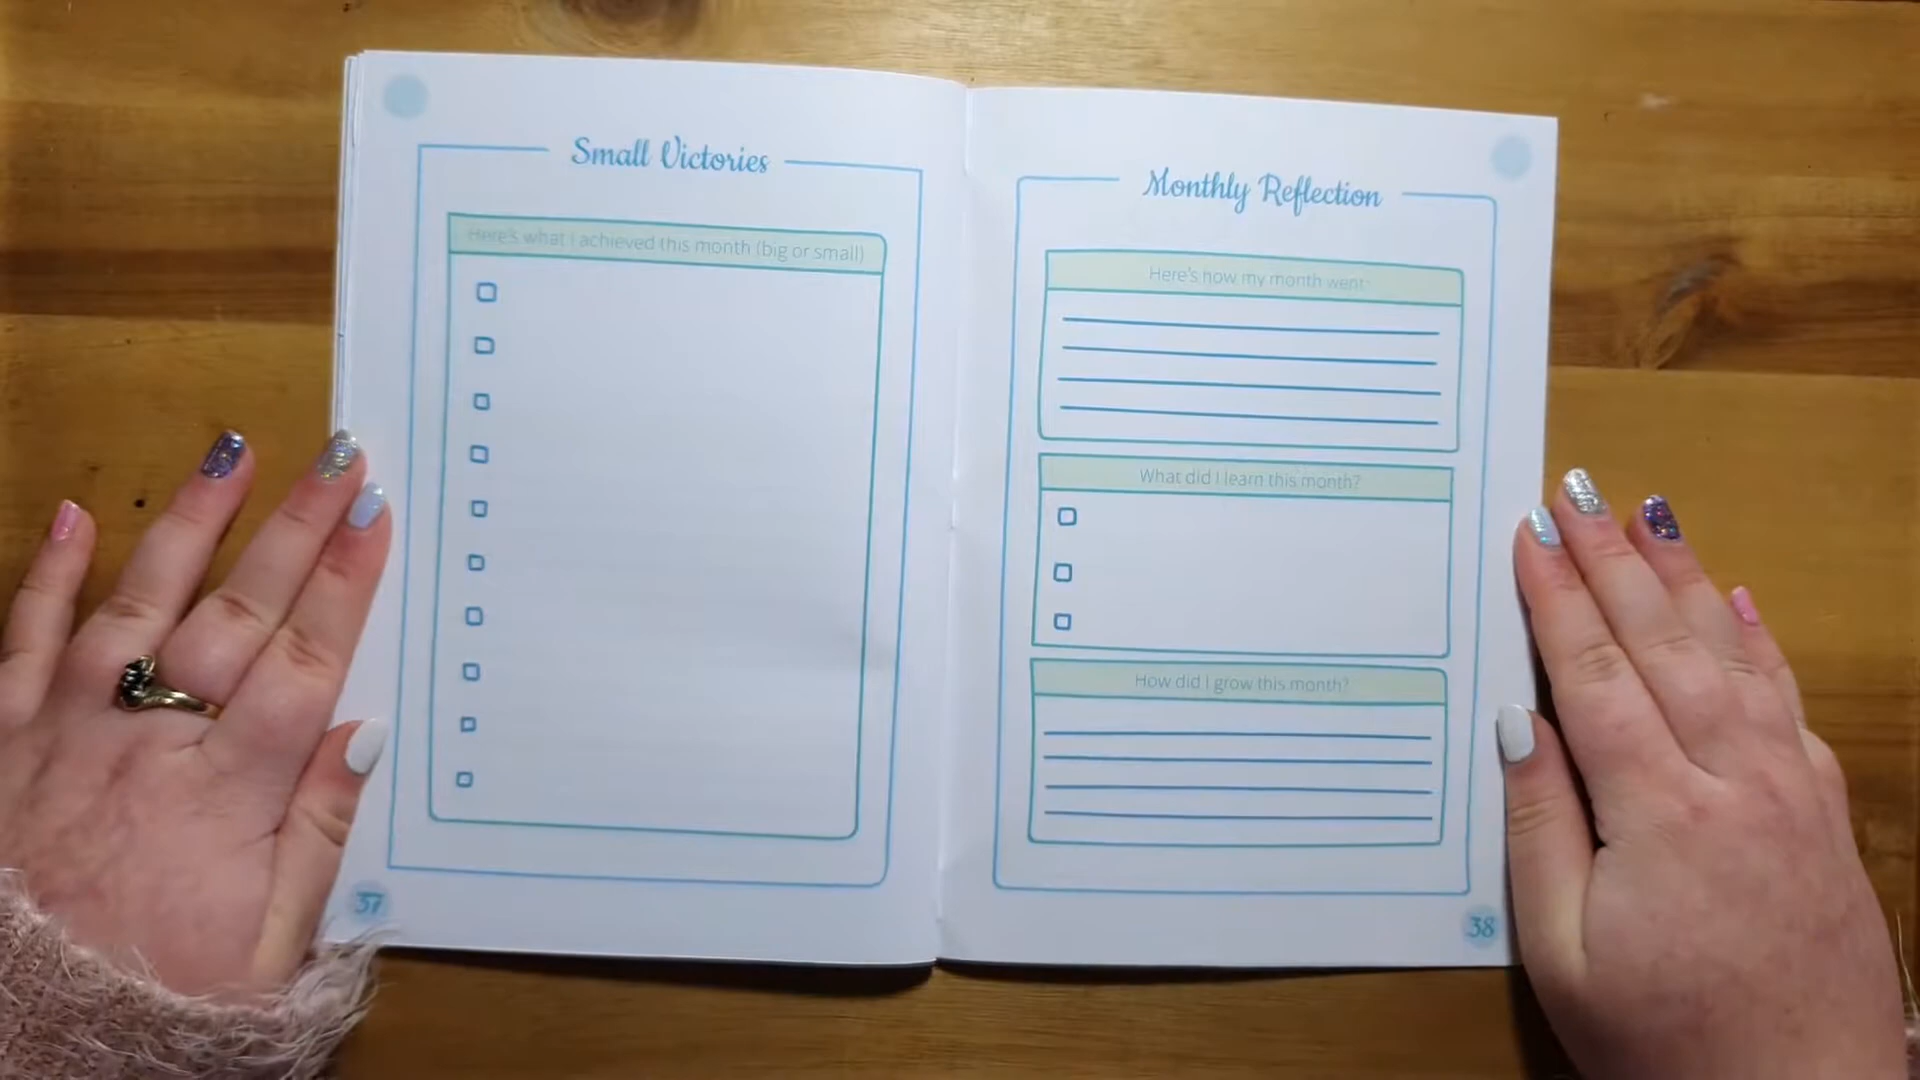 Small Victories
Here's what I achieved this month (big or small)
37
Monthly Reflection
Here's how my month went:
What did I learn this month?
How did I grow this month?
38